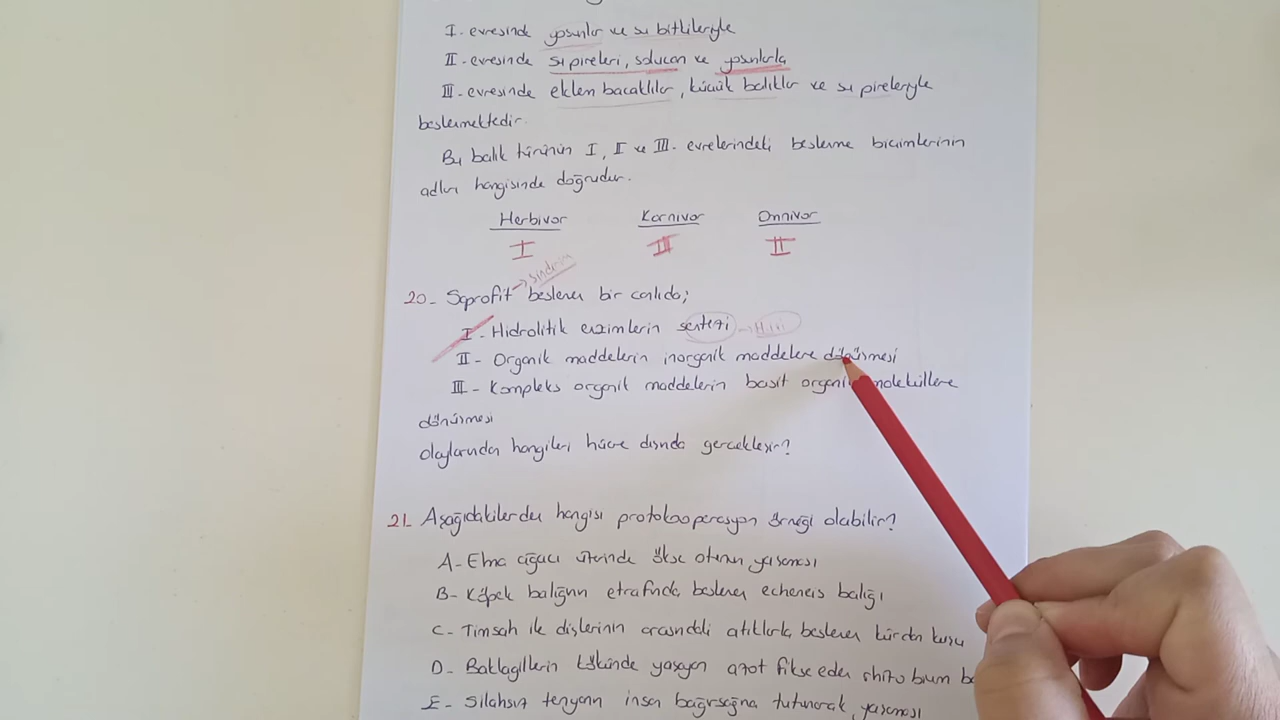 I- evresinde yosunlar ve su bitkileriyle
II- evresinde su pireleri, solucan ve yosunlarla
III- evresinde eklem bacaklılar, küçük balıklar ve su pireleriyle
beslenmektedir.
Bu balık türünün I, II ve III. evrelerindeki beslenme biçimlerinin
adları hangisinde doğrudur.
Herbivor Karnivor Omnivor
I III II
→ sindirim
20- Saprofit beslenen bir canlıda;
I- Hidrolitik enzimlerin sentezi
II- Organik maddelerin inorganik maddelere dönüşmesi
III- Kompleks organik maddelerin basit organik moleküllere
dönüşmesi
olaylarından hangileri hücre dışında gerçekleşir?
21. Aşağıdakilerden hangisi protokooperasyon örneği olabilir?
A- Elma ağacı üzerinde ökse otunun yaşaması
B- Köpek balığının etrafında beslenen echeneis balığı
C- Timsah ile dişlerinin arasındaki atıklarla beslenen kürdan kuşu
D- Baklagillerin kökünde yaşayan azot fikse eden rhizobium
E- Silahsız tenyanın insan bağırsağına tutunarak yaşaması